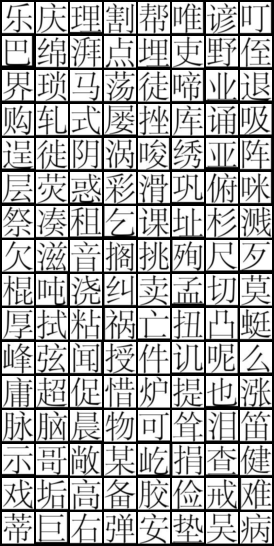 乐庆理割帮唯谚叮
巴绵湃点埋吏野侄
界琐马荡徒啼业退
购轧式屡挫库诵吸
逞徙阴涡唆绣亚阵
层荧惑彩滑巩俯咪
祭凑租乞课址杉溅
欠滋音搁挑殉尺歹
棍吨浇纠卖孟切莫
厚拭粘祸亡扭凸蜓
峰弦闻授件讥呢么
庸超促惜炉提也涨
脉脑晨物可耸泪笛
示哥敞某屹捐查健
戏垢高备胶俭戒难
蒂巨右弹安垫吴病